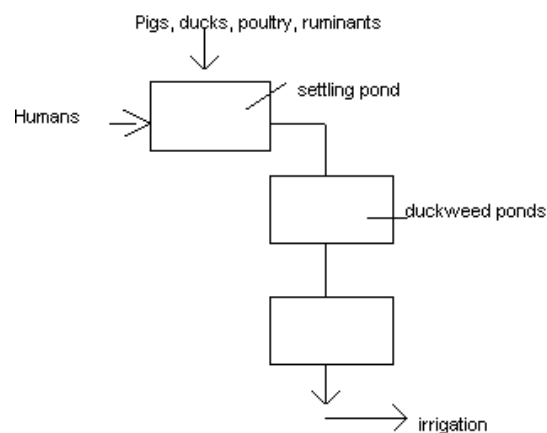 Pigs, ducks, poultry, ruminants
settling pond
Humans
duckweed ponds
irrigation